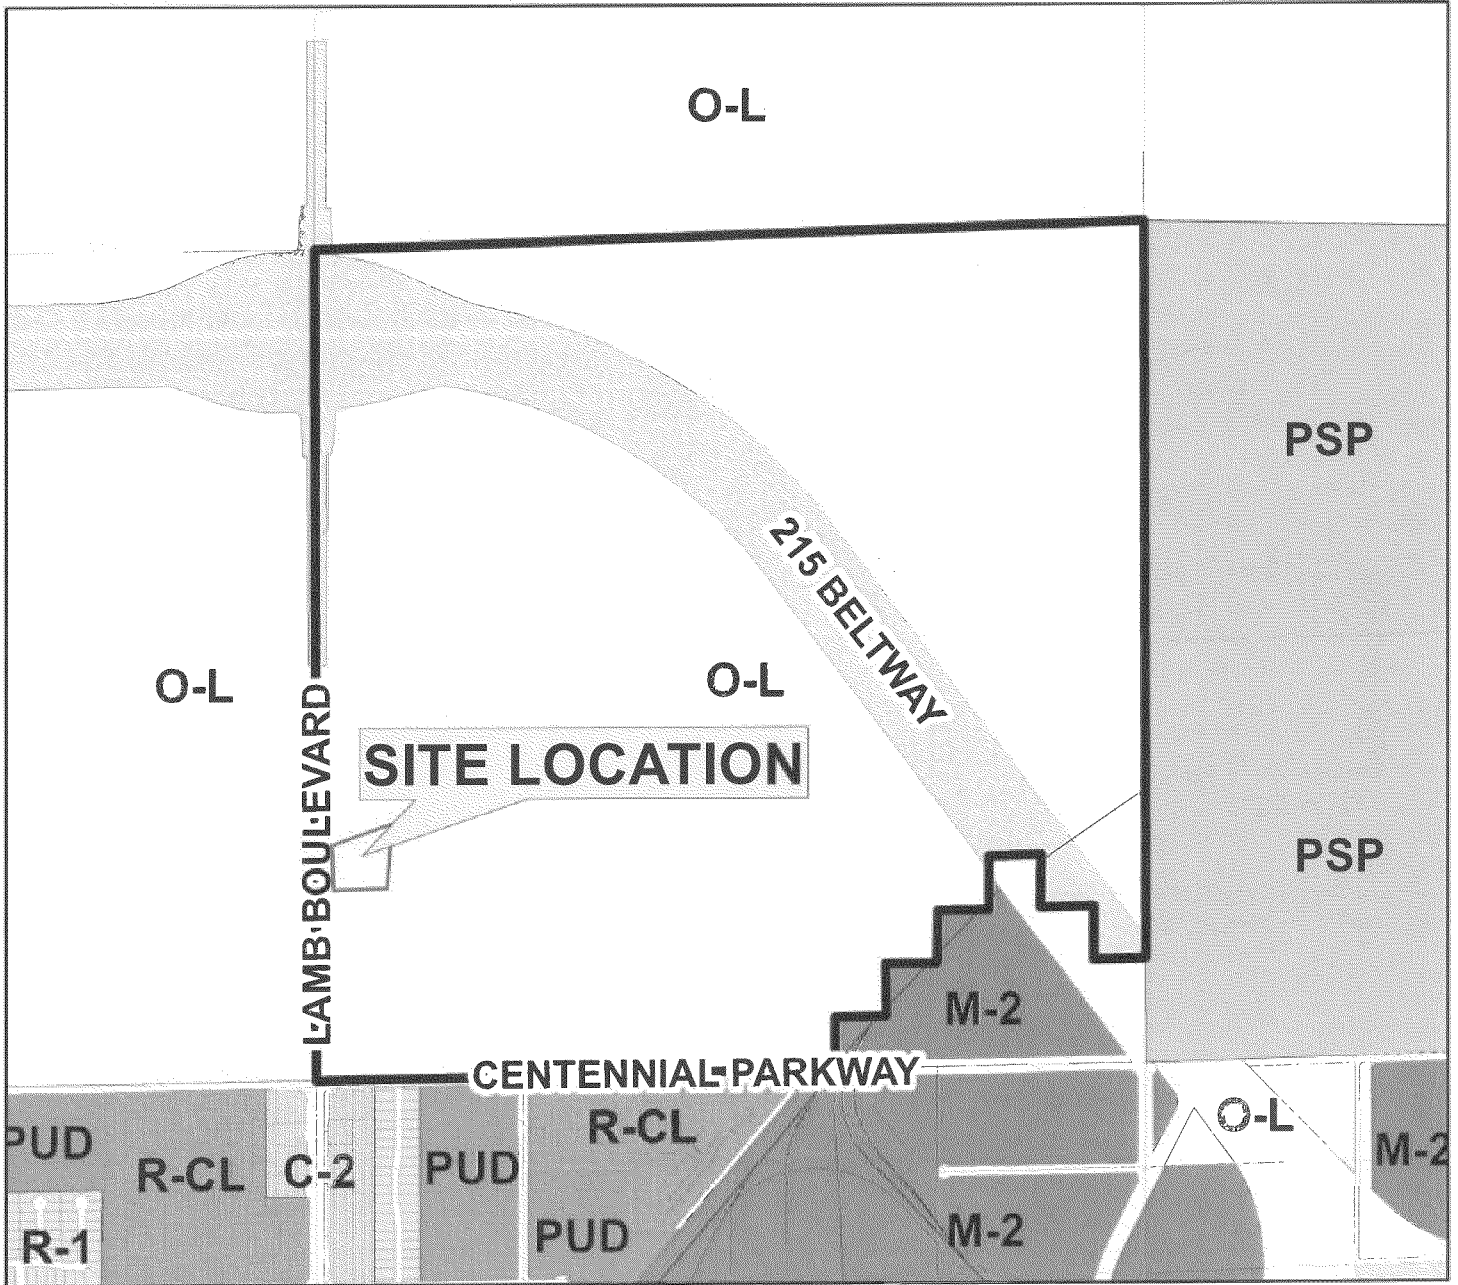 O-L
PSP
215 BELTWAY
O-L
O-L
LAMB BOULEVARD
SITE LOCATION
PSP
M-2
CENTENNIAL PARKWAY
O-L
R-CL
PUD
M-2
R-CL
C-2
PUD
R-1
PUD
M-2